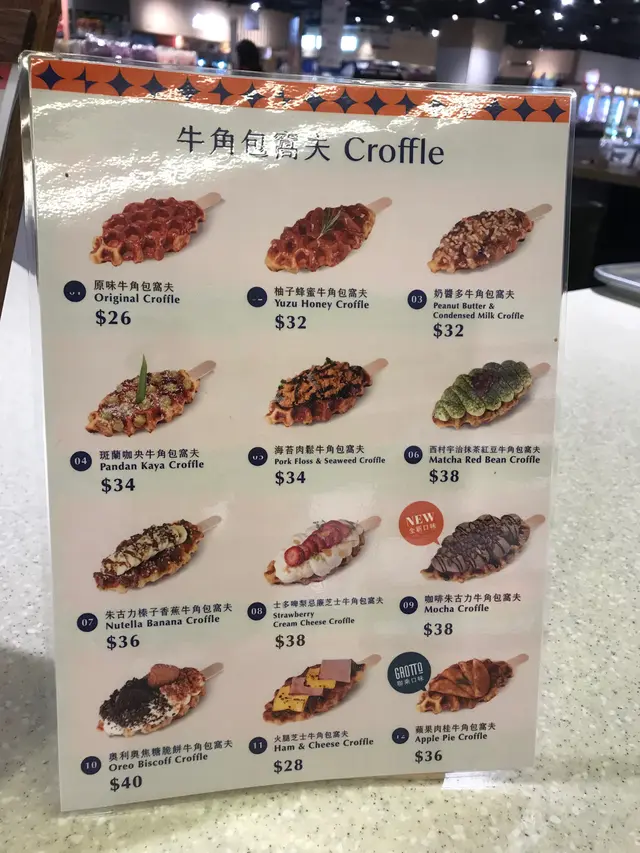 牛角包窩夫 Croffle
原味牛角包窩夫
Original Croffle
$26
柚子蜂蜜牛角包窩夫
Yuzu Honey Croffle
$32
03
奶醬多牛角包窩夫
Peanut Butter &
Condensed Milk Croffle
$32
04
斑蘭咖央牛角包窩夫
Pandan Kaya Croffle
$34
海苔肉鬆牛角包窩夫
Pork Floss & Seaweed Croffle
$34
06
西村宇治抹茶紅豆牛角包窩夫
Matcha Red Bean Croffle
$38
07
朱古力榛子香蕉牛角包窩夫
Nutella Banana Croffle
$36
08
士多啤梨忌廉芝士牛角包窩夫
Strawberry
Cream Cheese Croffle
$38
NEW
全新口味
09
咖啡朱古力牛角包窩夫
Mocha Croffle
$38
10
奧利奧焦糖脆餅牛角包窩夫
Oreo Biscoff Croffle
$40
11
火腿芝士牛角包窩夫
Ham & Cheese Croffle
$28
GROTTO
蘋果肉桂牛角包窩夫
Apple Pie Croffle
$36